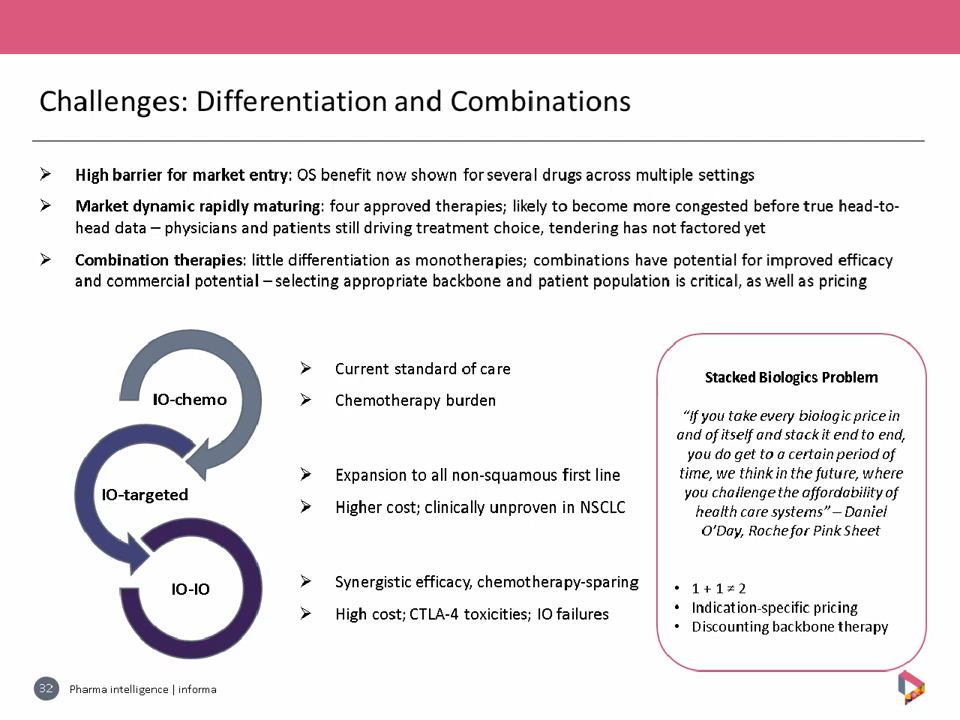 Challenges: Differentiation and Combinations
➢ High barrier for market entry: OS benefit now shown for several drugs across multiple settings
➢ Market dynamic rapidly maturing: four approved therapies; likely to become more congested before true head-to-
head data – physicians and patients still driving treatment choice, tendering has not factored yet
➢ Combination therapies: little differentiation as monotherapies; combinations have potential for improved efficacy
and commercial potential – selecting appropriate backbone and patient population is critical, as well as pricing
IO-chemo
➢ Current standard of care
➢ Chemotherapy burden
IO-targeted
➢ Expansion to all non-squamous first line
➢ Higher cost; clinically unproven in NSCLC
IO-IO
➢ Synergistic efficacy, chemotherapy-sparing
➢ High cost; CTLA-4 toxicities; IO failures
Stacked Biologics Problem
“If you take every biologic price in
and of itself and stack it end to end,
you do get to a certain period of
time, we think in the future, where
you challenge the affordability of
health care systems” – Daniel
O’Day, Roche for Pink Sheet
• 1 + 1 ≠ 2
• Indication-specific pricing
• Discounting backbone therapy
32 Pharma intelligence | informa